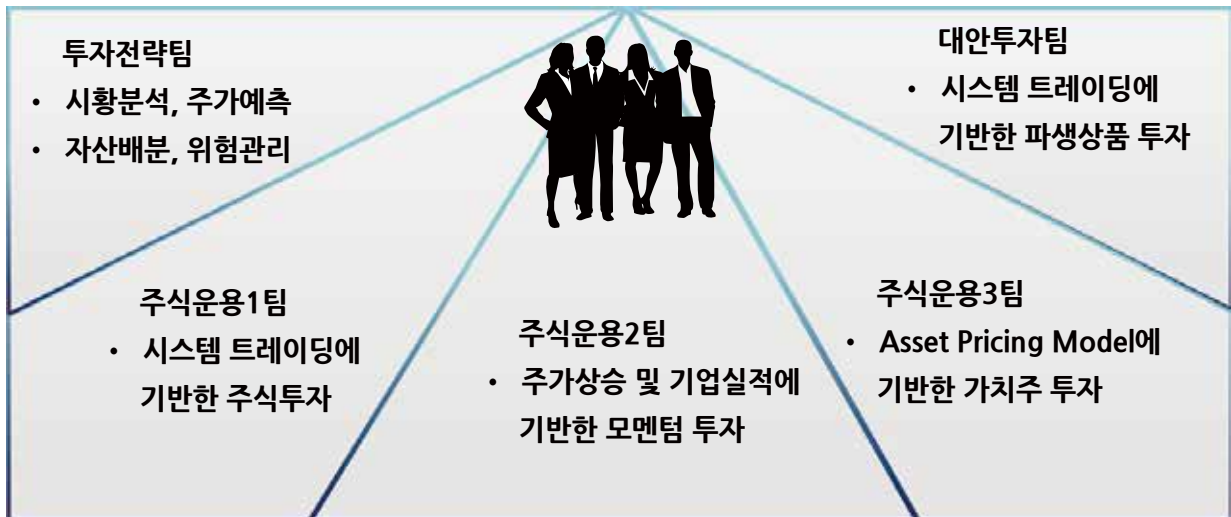 투자전략팀
• 시황분석, 주가예측
• 자산배분, 위험관리
대안투자팀
• 시스템 트레이딩에
기반한 파생상품 투자
주식운용1팀
• 시스템 트레이딩에
기반한 주식투자
주식운용2팀
• 주가상승 및 기업실적에
기반한 모멘텀 투자
주식운용3팀
• Asset Pricing Model에
기반한 가치주 투자